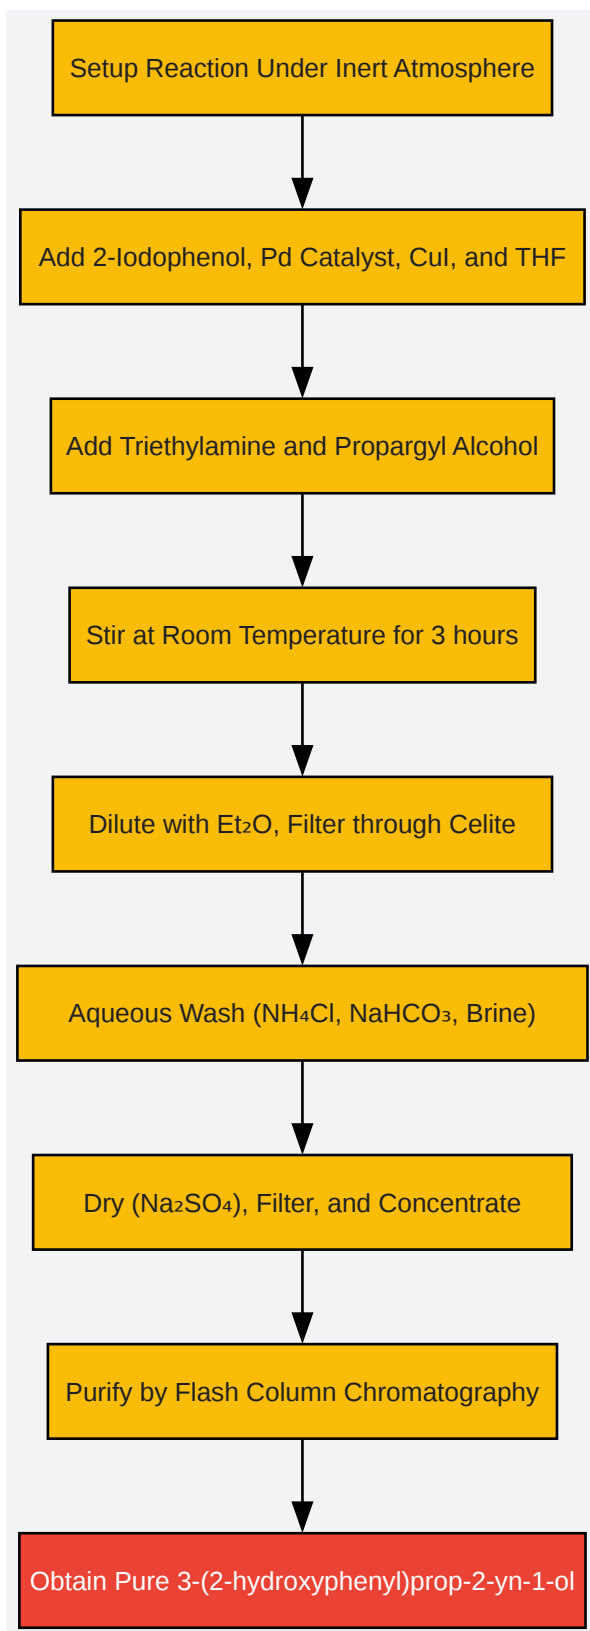 Setup Reaction Under Inert Atmosphere
Add 2-Iodophenol, Pd Catalyst, CuI, and THF
Add Triethylamine and Propargyl Alcohol
Stir at Room Temperature for 3 hours
Dilute with Et₂O, Filter through Celite
Aqueous Wash (NH₄Cl, NaHCO₃, Brine)
Dry (Na₂SO₄), Filter, and Concentrate
Purify by Flash Column Chromatography
Obtain Pure 3-(2-hydroxyphenyl)prop-2-yn-1-ol